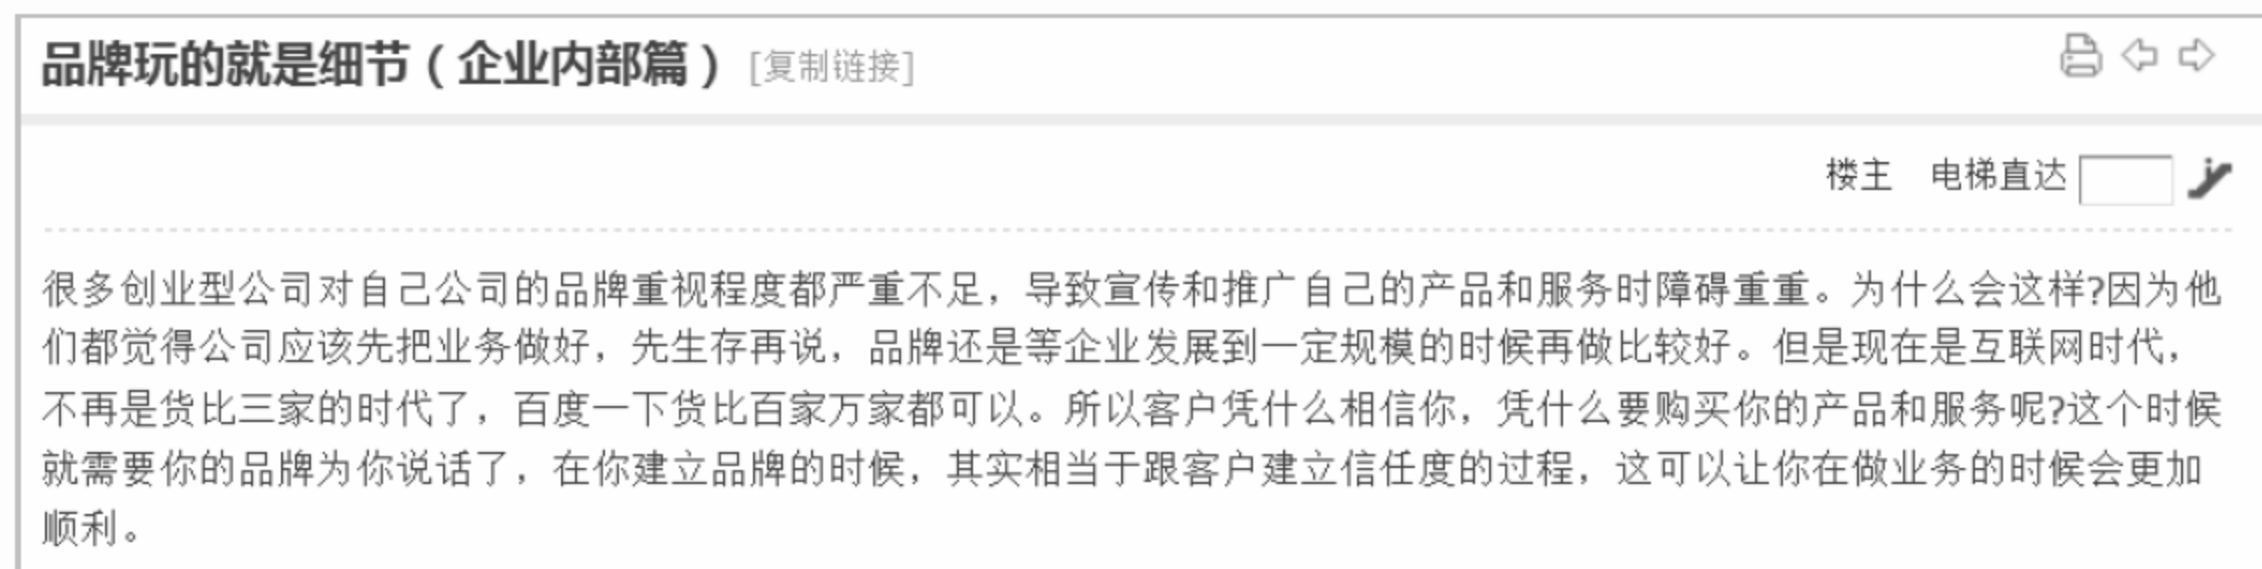 品牌玩的就是细节（企业内部篇） [复制链接]
楼主 电梯直达
很多创业型公司对自己公司的品牌重视程度都严重不足，导致宣传和推广自己的产品和服务时障碍重重。为什么会这样?因为他
们都觉得公司应该先把业务做好，先生存再说，品牌还是等企业发展到一定规模的时候再做比较好。但是现在是互联网时代，
不再是货比三家的时代了，百度一下货比百家万家都可以。所以客户凭什么相信你，凭什么要购买你的产品和服务呢?这个时候
就需要你的品牌为你说话了，在你建立品牌的时候，其实相当于跟客户建立信任度的过程，这可以让你在做业务的时候会更加
顺利。